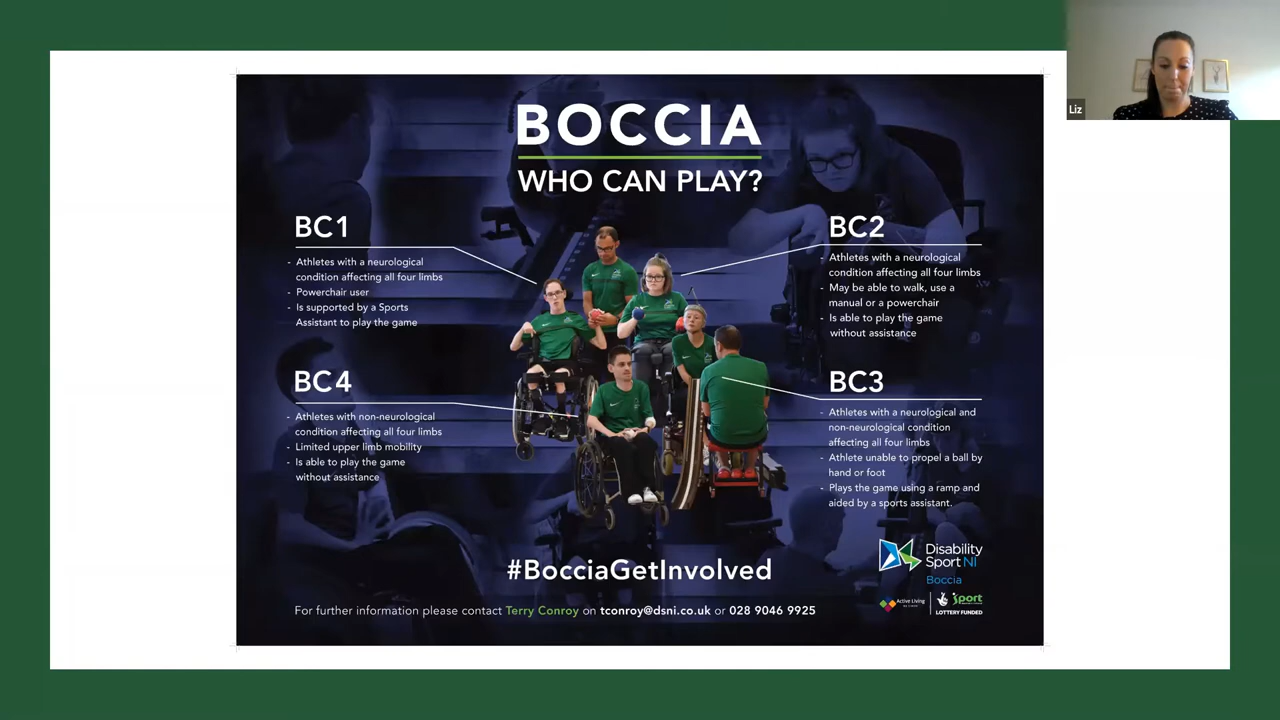 BOCCIA
WHO CAN PLAY?
BC1
- Athletes with a neurological
condition affecting all four limbs
- Powerchair user
- Is supported by a Sports
Assistant to play the game
BC2
- Athletes with a neurological
condition affecting all four limbs
- May be able to walk, use a
manual or a powerchair
- Is able to play the game
without assistance
BC4
- Athletes with non-neurological
condition affecting all four limbs
- Limited upper limb mobility
- Is able to play the game
without assistance
BC3
- Athletes with a neurological and
non-neurological condition
affecting all four limbs
- Athlete unable to propel a ball by
hand or foot
- Plays the game using a ramp and
aided by a sports assistant.
#BocciaGetInvolved
For further information please contact Terry Conroy on tconroy@dsni.co.uk or 028 9046 9925
Disability
Sport NI
Boccia
Active Living
Sport
LOTTERY FUNDED
Liz